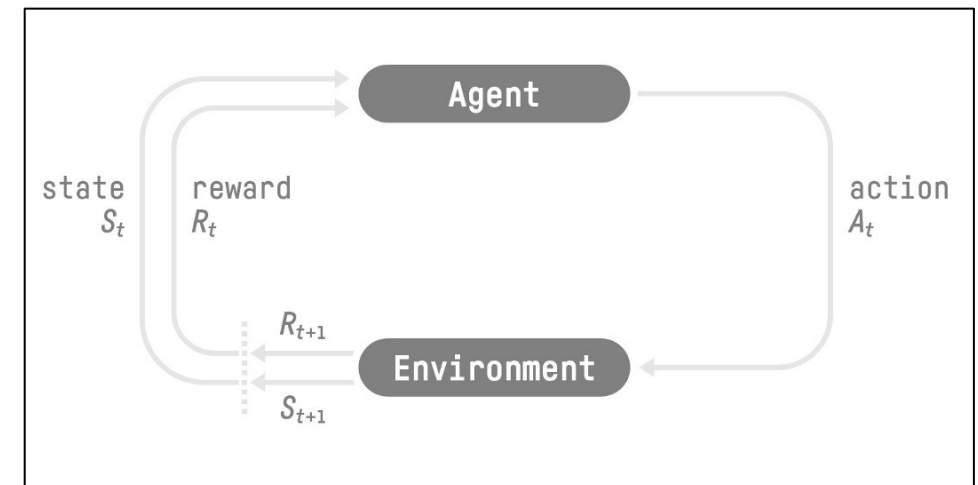 Agent
state
S_t
reward
R_t
action
A_t
R_{t+1}
Environment
S_{t+1}